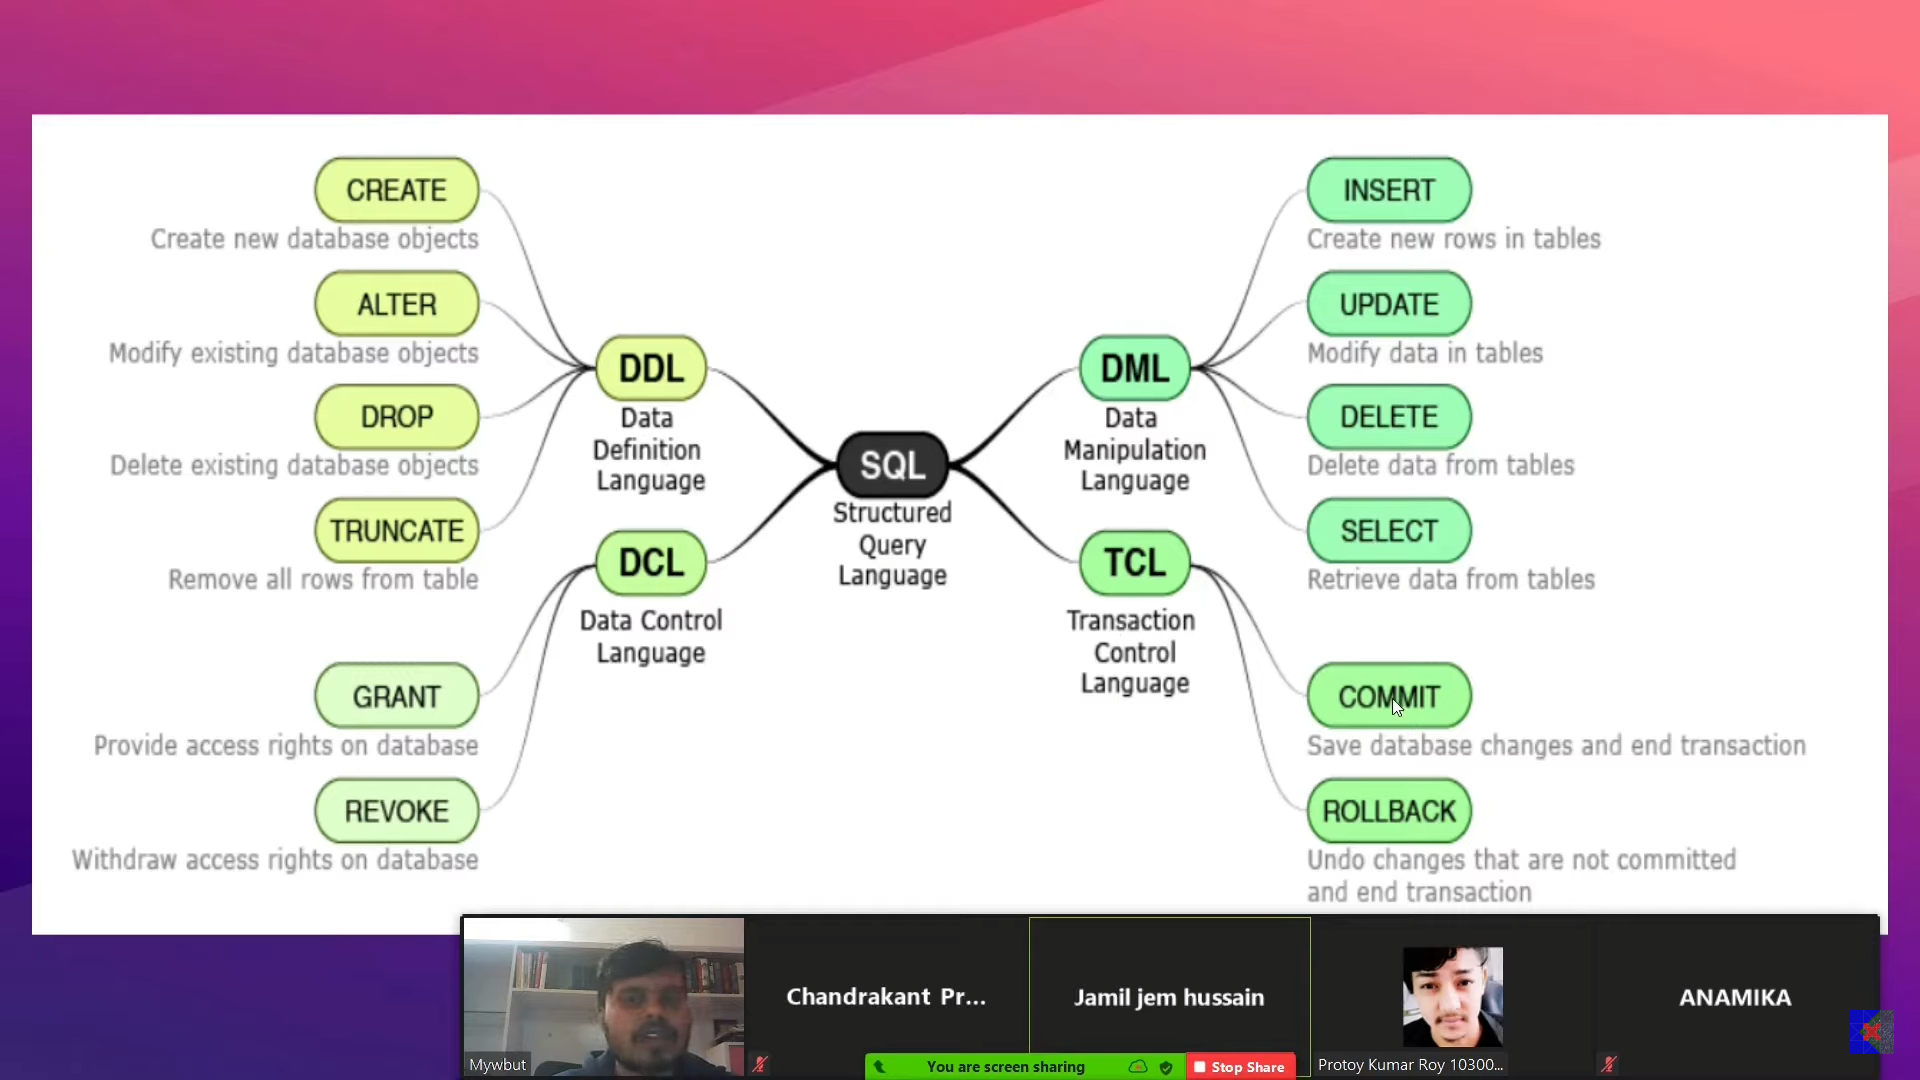 CREATE
Create new database objects
ALTER
Modify existing database objects
DROP
Delete existing database objects
TRUNCATE
Remove all rows from table
DDL
Data
Definition
Language
DCL
Data Control
Language
GRANT
Provide access rights on database
REVOKE
Withdraw access rights on database
SQL
Structured
Query
Language
DML
Data
Manipulation
Language
TCL
Transaction
Control
Language
INSERT
Create new rows in tables
UPDATE
Modify data in tables
DELETE
Delete data from tables
SELECT
Retrieve data from tables
COMMIT
Save database changes and end transaction
ROLLBACK
Undo changes that are not committed
and end transaction
Mywbut
Chandrakant Pr...
Jamil jem hussain
Protoy Kumar Roy 10300...
ANAMIKA
You are screen sharing
Stop Share